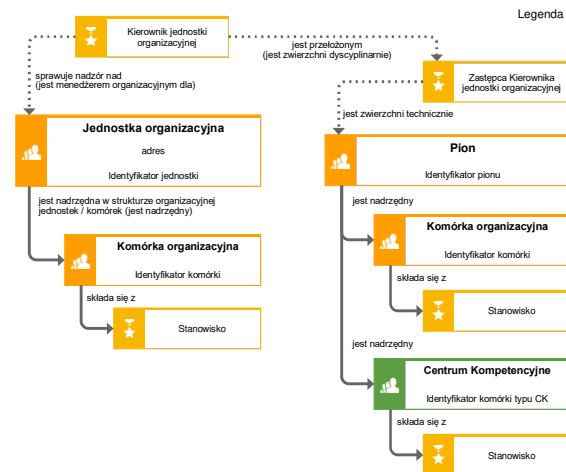 Legenda
Kierownik jednostki
organizacyjnej
jest przełożonym
(jest zwierzchni dyscyplinarnie)
sprawuje nadzór nad
(jest menedżerem organizacyjnym dla)
Zastępca Kierownika
jednostki organizacyjnej
jest zwierzchni technicznie
Jednostka organizacyjna
adres
Identyfikator jednostki
Pion
Identyfikator pionu
jest nadrzędna w strukturze organizacyjnej
jednostek / komórek (jest nadrzędny)
jest nadrzędny
Komórka organizacyjna
Identyfikator komórki
Komórka organizacyjna
Identyfikator komórki
składa się z
składa się z
Stanowisko
Stanowisko
jest nadrzędny
Centrum Kompetencyjne
Identyfikator komórki typu CK
składa się z
Stanowisko